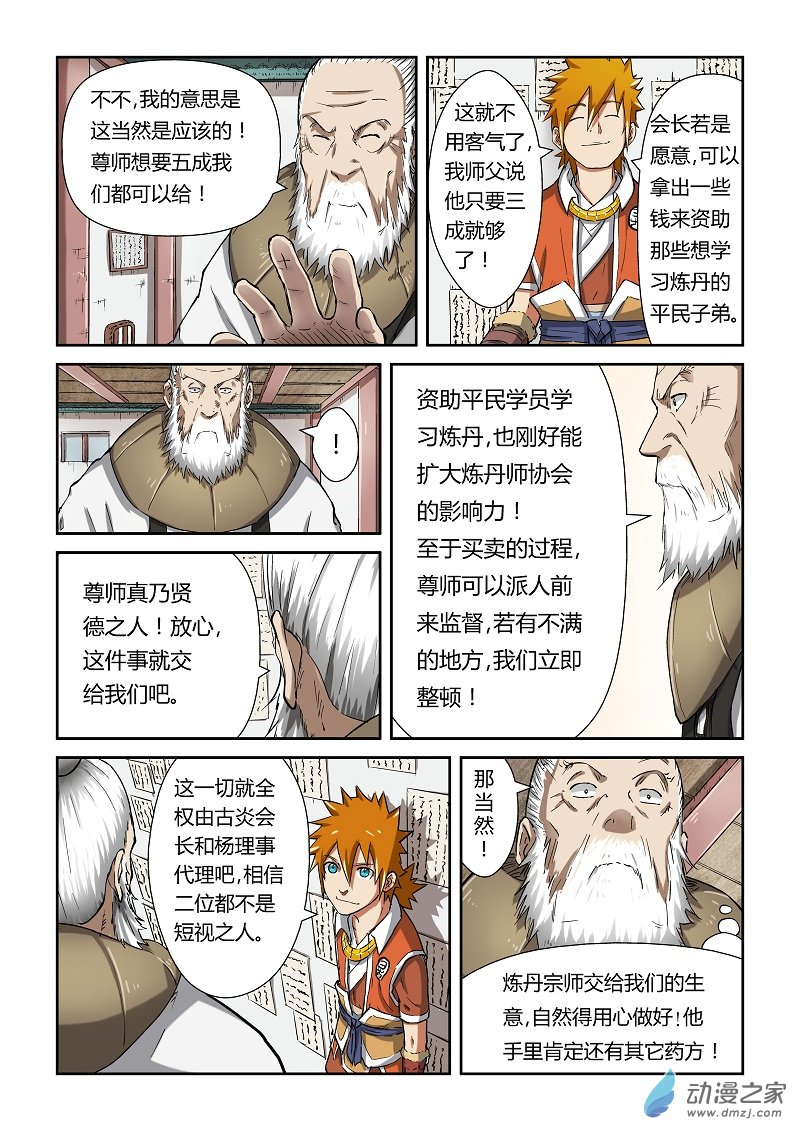 不不,我的意思是
这当然是应该的！
尊师想要五成我
们都可以给！
这就不
用客气了,
我师父说
他只要三
成就够
了！
会长若是
愿意,可以
拿出一些
钱来资助
那些想学
习炼丹的
平民子弟。
！
资助平民学员学
习炼丹,也刚好能
扩大炼丹师协会
的影响力！
至于买卖的过程,
尊师可以派人前
来监督,若有不满
的地方,我们立即
整顿！
尊师真乃贤
德之人！放心,
这件事就交
给我们吧。
这一切就全
权由古炎会
长和杨理事
代理吧,相信
二位都不是
短视之人。
那当然！
炼丹宗师交给我们的生
意,自然得用心做好!他
手里肯定还有其它药方！
动漫之家
www.dmzj.com